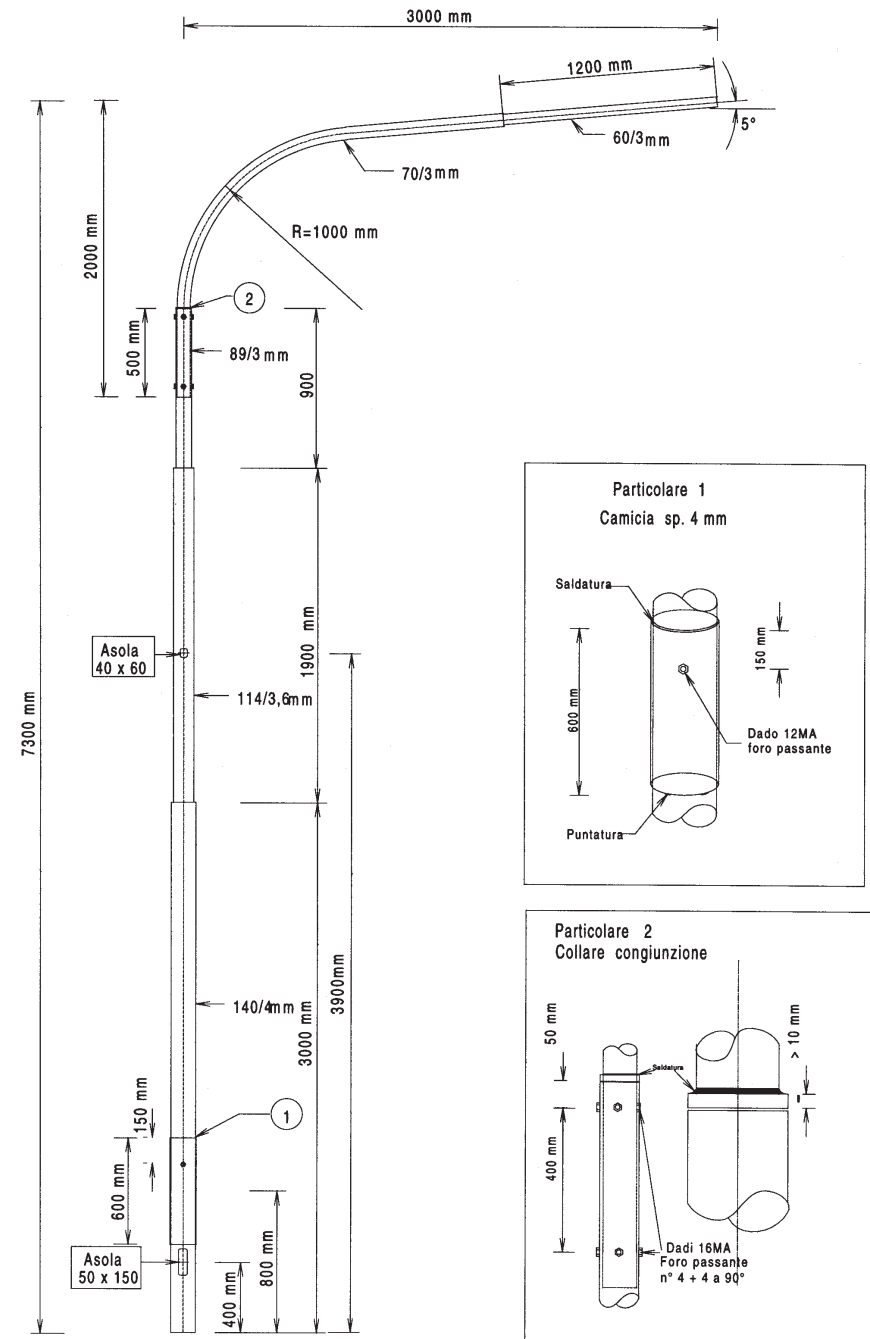 3000 mm
1200 mm
5°
60/3mm
70/3mm
R=1000 mm
2000 mm
2
500 mm
89/3 mm
900
Particolare 1
Camicia sp. 4 mm
Saldatura
150 mm
600 mm
Dado 12MA
foro passante
Puntatura
Asola
40 x 60
1900 mm
114/3,6mm
7300 mm
3900mm
140/4mm
3000 mm
150 mm
1
600 mm
800 mm
Asola
50 x 150
400 mm
Particolare 2
Collare congiunzione
50 mm
> 10 mm
Saldatura
400 mm
Dadi 16MA
Foro passante
n° 4 + 4 a 90°